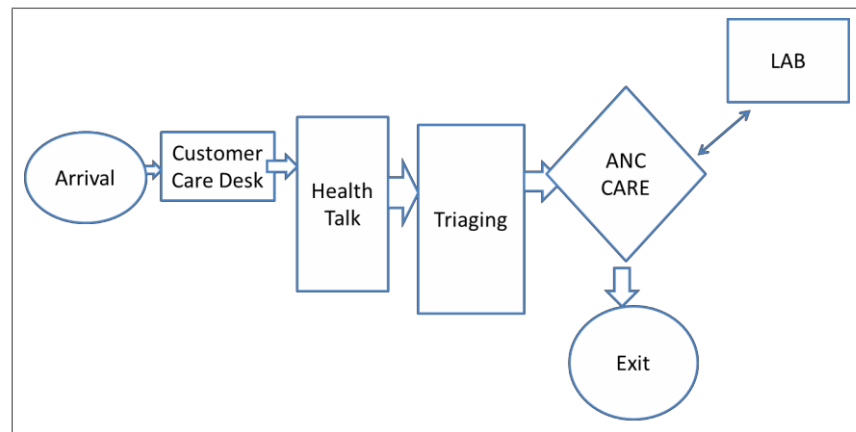 Arrival
Customer
Care Desk
Health
Talk
Triaging
ANC
CARE
LAB
Exit